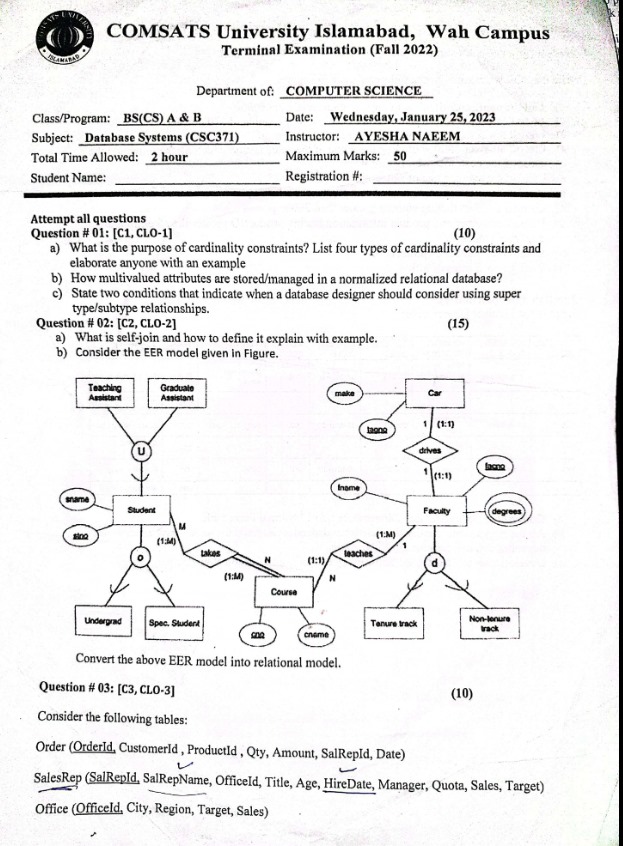 COMSATS University Islamabad, Wah Campus
Terminal Examination (Fall 2022)
Department of: COMPUTER SCIENCE
Class/Program: BS(CS) A & B Date: Wednesday, January 25, 2023
Subject: Database Systems (CSC371) Instructor: AYESHA NAEEM
Total Time Allowed: 2 hour Maximum Marks: 50
Student Name: Registration #:
Attempt all questions
Question # 01: [C1, CLO-1] (10)
a) What is the purpose of cardinality constraints? List four types of cardinality constraints and
elaborate anyone with an example
b) How multivalued attributes are stored/managed in a normalized relational database?
c) State two conditions that indicate when a database designer should consider using super
type/subtype relationships.
Question # 02: [C2, CLO-2] (15)
a) What is self-join and how to define it explain with example.
b) Consider the EER model given in Figure.
Teaching Assistant
Graduate Assistant
make
Car
tagno
1 (1:1)
U
drives
1 (1:1)
facno
sname
Student
fname
Faculty
degrees
sino
M
(1:M)
(1:M)
1
o
takes
N
(1:1)
teaches
d
(1:M)
N
Course
Undergrad
Spec. Student
cno
cname
Tenure track
Non-tenure track
Convert the above EER model into relational model.
Question # 03: [C3, CLO-3] (10)
Consider the following tables:
Order (OrderId, CustomerId , ProductId , Qty, Amount, SalRepId, Date)
SalesRep (SalRepId, SalRepName, OfficeId, Title, Age, HireDate, Manager, Quota, Sales, Target)
Office (OfficeId, City, Region, Target, Sales)